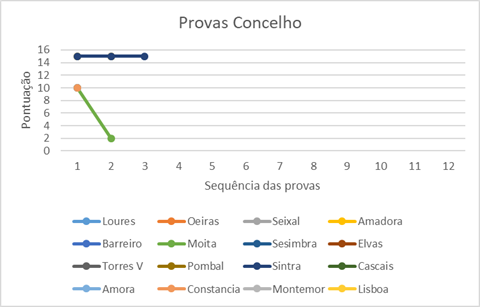 Provas Concelho
Pontuação
16
14
12
10
8
6
4
2
0
1 2 3 4 5 6 7 8 9 10 11 12
Sequência das provas
Loures Oeiras Seixal Amadora
Barreiro Moita Sesimbra Elvas
Torres V Pombal Sintra Cascais
Amora Constancia Montemor Lisboa